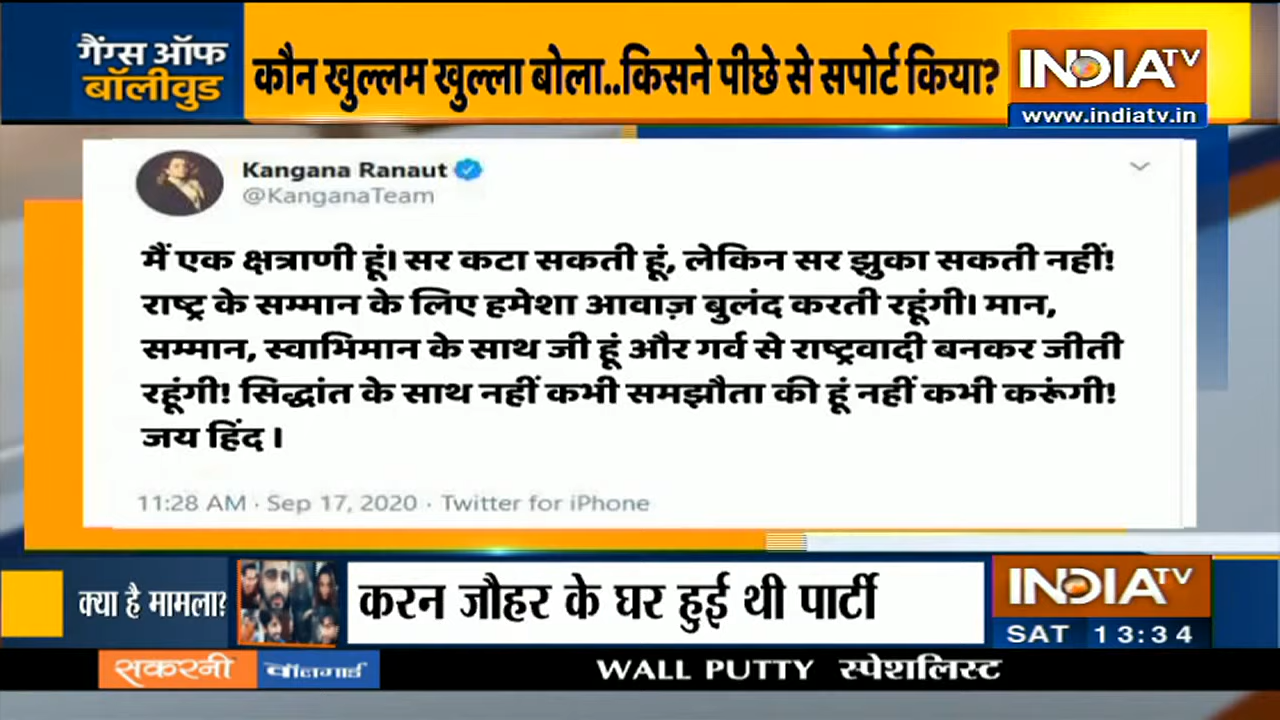 गैंग्स ऑफ
बॉलीवुड
कौन खुल्लम खुल्ला बोला..किसने पीछे से सपोर्ट किया?
INDIA TV
www.indiatv.in
Kangana Ranaut
@KanganaTeam
मैं एक क्षत्राणी हूं। सर कटा सकती हूं, लेकिन सर झुका सकती नहीं!
राष्ट्र के सम्मान के लिए हमेशा आवाज़ बुलंद करती रहूंगी। मान,
सम्मान, स्वाभिमान के साथ जी हूं और गर्व से राष्ट्रवादी बनकर जीती
रहूंगी! सिद्धांत के साथ नहीं कभी समझौता की हूं नहीं कभी करूंगी!
जय हिंद ।
11:28 AM · Sep 17, 2020 · Twitter for iPhone
क्या है मामला?
करन जौहर के घर हुई थी पार्टी
INDIA TV
SAT 13:34
सकरनी वॉलगार्ड WALL PUTTY स्पेशलिस्ट